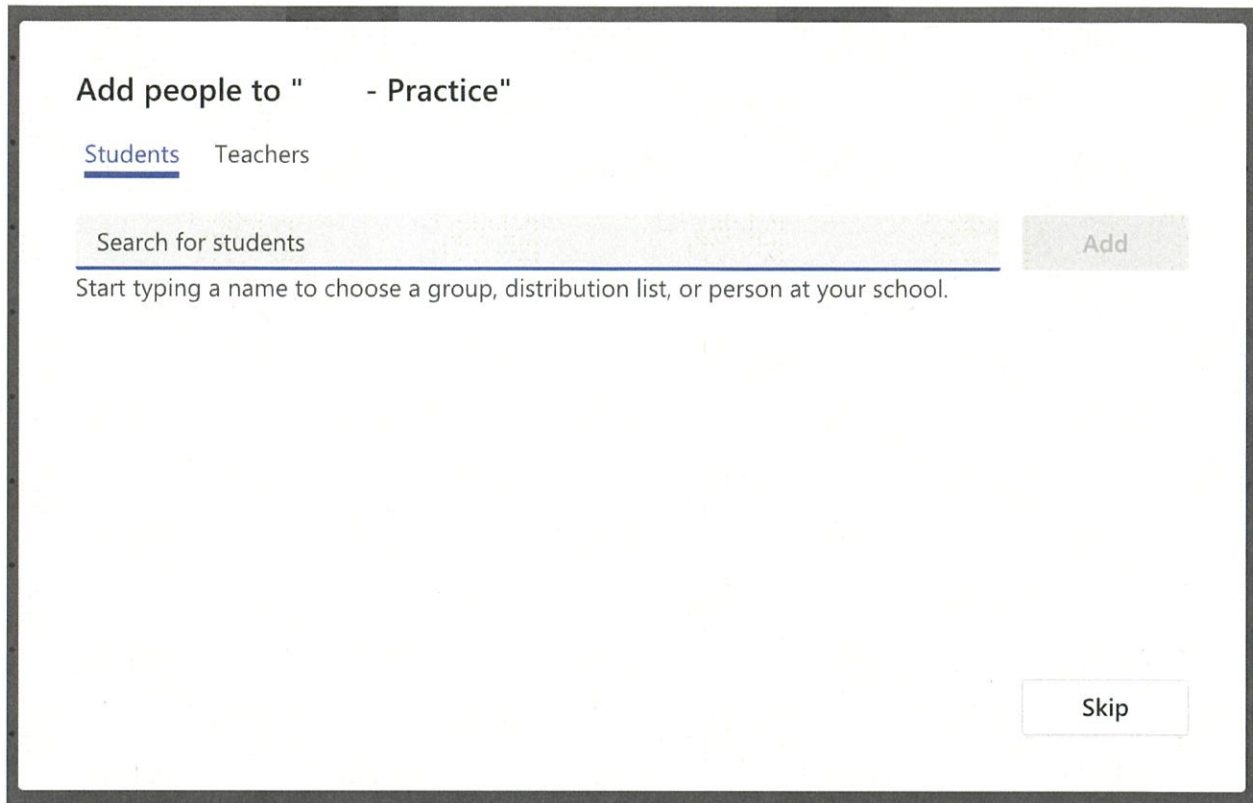 Add people to " - Practice"
Students Teachers
Search for students
Add
Start typing a name to choose a group, distribution list, or person at your school.
Skip